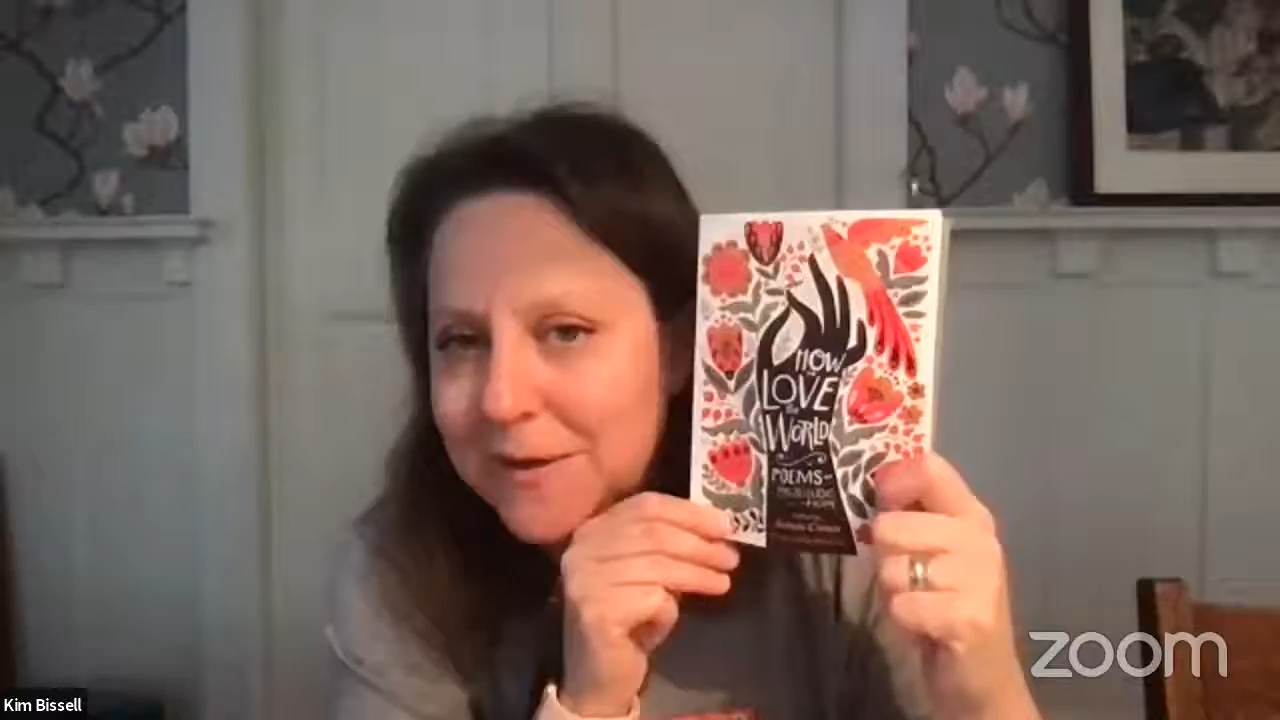 HOW
to
LOVE
the
WORLD
POEMS
of
GRATITUDE
and
HOPE
zoom
Kim Bissell